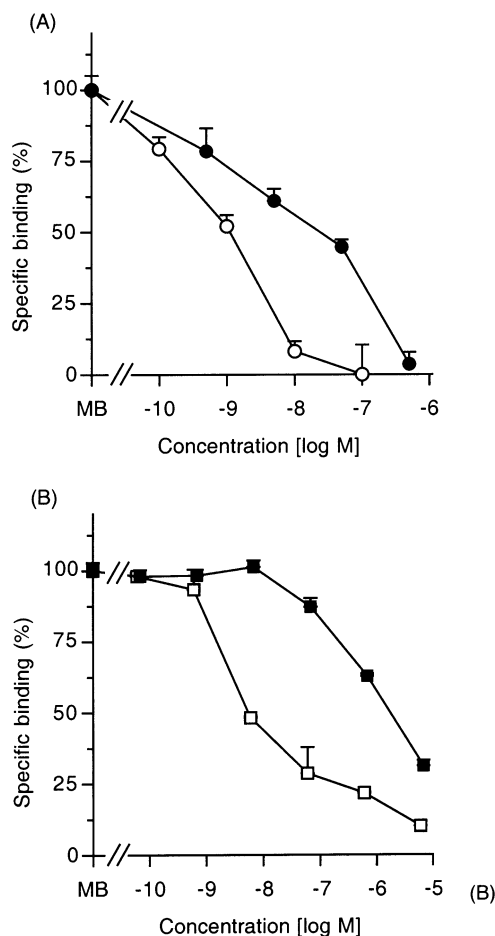 (A)
100
75
50
25
0
Specific binding (%)
MB -10 -9 -8 -7 -6
Concentration [log M]
(B)
100
75
50
25
0
Specific binding (%)
MB -10 -9 -8 -7 -6 -5
(B)
Concentration [log M]